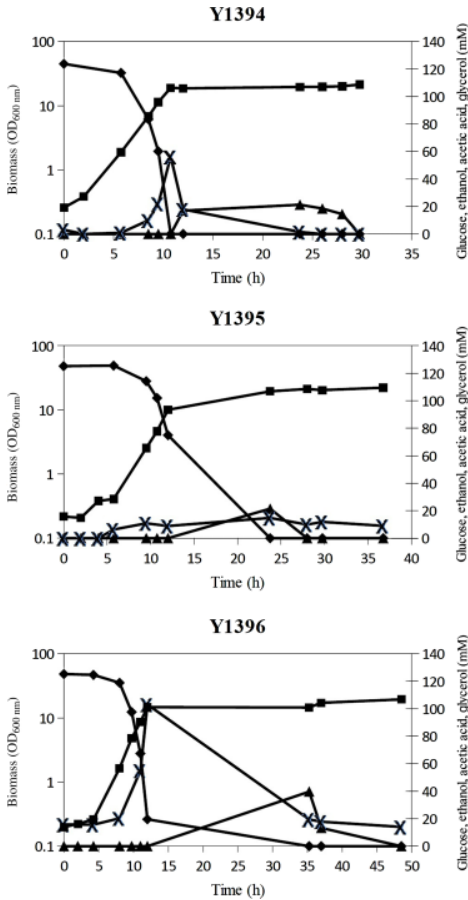 Y1394
100
10
1
0.1
Biomass (OD600 nm)
140
120
100
80
60
40
20
0
Glucose, ethanol, acetic acid, glycerol (mM)
0 5 10 15 20 25 30 35
Time (h)
Y1395
100
10
1
0.1
Biomass (OD600 nm)
140
120
100
80
60
40
20
0
Glucose, ethanol, acetic acid, glycerol (mM)
0 5 10 15 20 25 30 35 40
Time (h)
Y1396
100
10
1
0.1
Biomass (OD600 nm)
140
120
100
80
60
40
20
0
Glucose, ethanol, acetic acid, glycerol (mM)
0 5 10 15 20 25 30 35 40 45 50
Time (h)